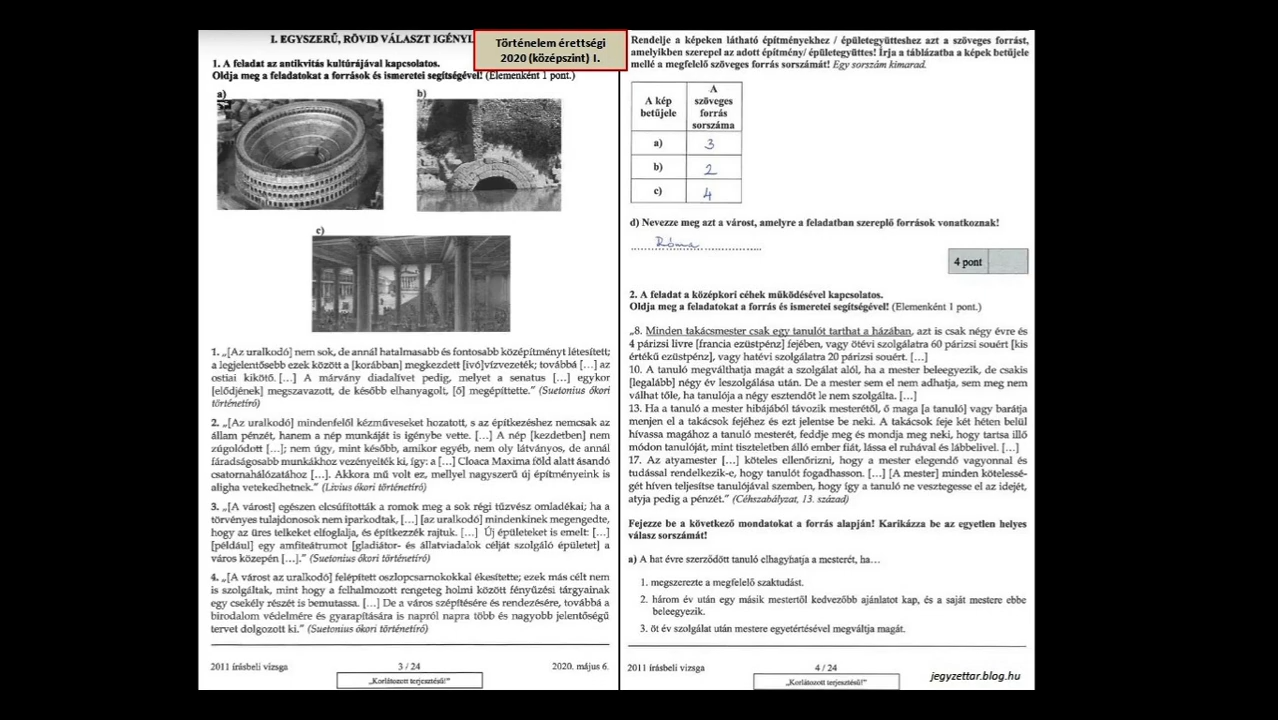 I. EGYSZERŰ, RÖVID VÁLASZT IGÉNYL
Történelem érettségi
2020 (középszint) I.
1. A feladat az antikvitás kultúrájával kapcsolatos.
Oldja meg a feladatokat a források és ismeretei segítségével! (Elemenként 1 pont.)
a)
b)
c)
1. „[Az uralkodó] nem sok, de annál hatalmasabb és fontosabb középítményt létesített;
a legjelentősebb ezek között a [korábban] megkezdett [ivó]vízvezeték; továbbá […] az
ostiai kikötő. […] A márvány diadalívet pedig, melyet a senatus […] egykor
[elődjének] megszavazott, de később elhanyagolt, [ő] megépíttette.” (Suetonius ókori
történetíró)
2. „[Az uralkodó] mindenfelől kézműveseket hozatott, s az építkezéshez nemcsak az
állam pénzét, hanem a nép munkáját is igénybe vette. […] A nép [kezdetben] nem
zúgolódott […]; nem úgy, mint később, amikor egyéb, nem oly látványos, de annál
fáradságosabb munkákhoz vezényelték ki, így: a […] Cloaca Maxima föld alatt ásandó
csatornahálózatához […]. Akkora mű volt ez, mellyel nagyszerű új építményeink is
aligha vetekedhetnek.” (Livius ókori történetíró)
3. „[A várost] egészen elcsúfították a romok meg a sok régi tűzvész omladékai; ha a
törvényes tulajdonosok nem iparkodtak, […] [az uralkodó] mindenkinek megengedte,
hogy az üres telkeket elfoglalja, és építkezzék rajtuk. […] Új épületeket is emelt: […]
[például] egy amfiteátrumot [gladiátor- és állatviadalok célját szolgáló épületet] a
város közepén […].” (Suetonius ókori történetíró)
4. „[A várost az uralkodó] felépített oszlopcsarnokokkal ékesítette; ezek más célt nem
is szolgáltak, mint hogy a felhalmozott rengeteg holmi között fényűzési tárgyainak
egy csekély részét is bemutassa. […] De a város szépítésére és rendezésére, továbbá a
birodalom védelmére és gyarapítására is napról napra több és nagyobb jelentőségű
tervet dolgozott ki.” (Suetonius ókori történetíró)
2011 írásbeli vizsga 3 / 24 2020. május 6.
„Korlátozott terjesztésű!”
Rendelje a képeken látható építményekhez / épületegyütteshez azt a szöveges forrást,
amelyikben szerepel az adott építmény/ épületegyüttes! Írja a táblázatba a képek betűjele
mellé a megfelelő szöveges forrás sorszámát! Egy sorszám kimarad.
A kép betűjele A szöveges forrás sorszáma
a) 3
b) 2
c) 4
d) Nevezze meg azt a várost, amelyre a feladatban szereplő források vonatkoznak!
Róma
4 pont
2. A feladat a középkori céhek működésével kapcsolatos.
Oldja meg a feladatokat a forrás és ismeretei segítségével! (Elemenként 1 pont.)
„8. Minden takácsmester csak egy tanulót tarthat a házában, azt is csak négy évre és
4 párizsi livre [francia ezüstpénz] fejében, vagy ötévi szolgálatra 60 párizsi souért [kis
értékű ezüstpénz], vagy hatévi szolgálatra 20 párizsi souért. […]
10. A tanuló megválthatja magát a szolgálat alól, ha a mester beleegyezik, de csakis
[legalább] négy év leszolgálása után. De a mester sem el nem adhatja, sem meg nem
válhat tőle, ha tanulója a négy esztendőt le nem szolgálta. […]
13. Ha a tanuló a mester hibájából távozik mesterétől, ő maga [a tanuló] vagy barátja
menjen el a takácsok fejéhez és ezt jelentse be neki. A takácsok feje két héten belül
hívassa magához a tanuló mesterét, feddje meg és mondja meg neki, hogy tartsa illő
módon tanulóját, mint tiszteletben álló ember fiát, lássa el ruhával és lábbelivel. […]
17. Az atyamester […] köteles ellenőrizni, hogy a mester elegendő vagyonnal és
tudással rendelkezik-e, hogy tanulót fogadhasson. […] [A mester] minden kötelessé-
gét híven teljesítse tanulójával szemben, hogy így a tanuló ne vesztegesse el az idejét,
atyja pedig a pénzét.” (Céhszabályzat, 13. század)
Fejezze be a következő mondatokat a forrás alapján! Karikázza be az egyetlen helyes
válasz sorszámát!
a) A hat évre szerződött tanuló elhagyhatja a mesterét, ha…
1. megszerezte a megfelelő szaktudást.
2. három év után egy másik mestertől kedvezőbb ajánlatot kap, és a saját mestere ebbe
beleegyezik.
3. öt év szolgálat után mestere egyetértésével megváltja magát.
2011 írásbeli vizsga 4 / 24
„Korlátozott terjesztésű!”
jegyzettar.blog.hu